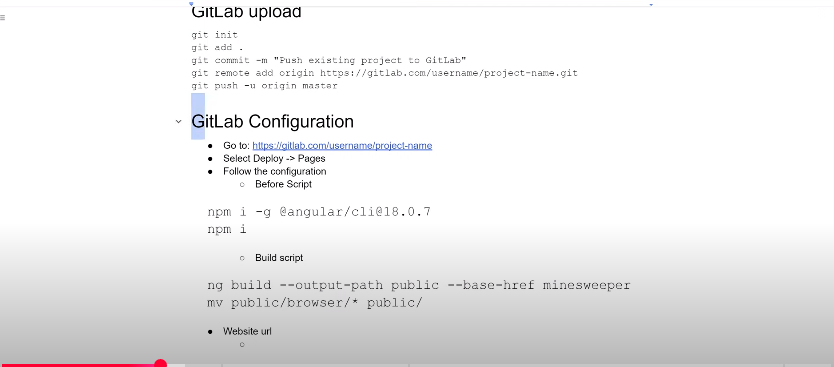 GitLab upload
git init
git add .
git commit -m "Push existing project to GitLab"
git remote add origin https://gitlab.com/username/project-name.git
git push -u origin master
GitLab Configuration
● Go to: https://gitlab.com/username/project-name
● Select Deploy -> Pages
● Follow the configuration
○ Before Script
npm i -g @angular/cli@18.0.7
npm i
○ Build script
ng build --output-path public --base-href minesweeper
mv public/browser/* public/
● Website url
○